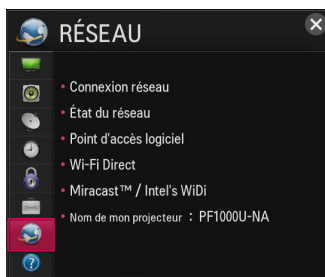 RÉSEAU
• Connexion réseau
• État du réseau
• Point d'accès logiciel
• Wi-Fi Direct
• Miracast™ / Intel's WiDi
• Nom de mon projecteur : PF1000U-NA